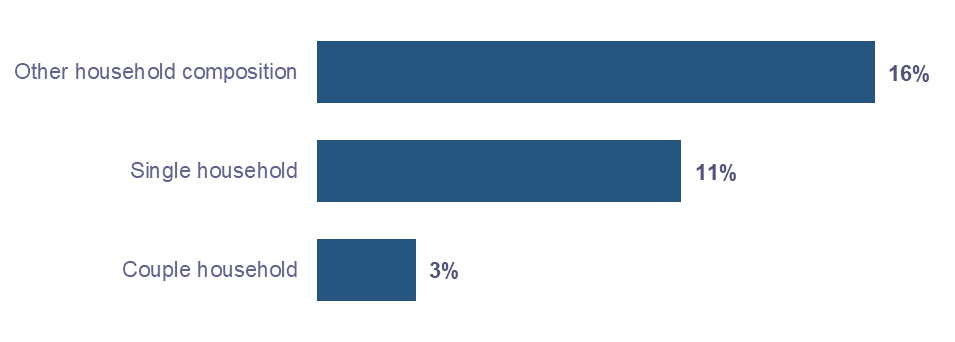 Other household composition 16%
Single household 11%
Couple household 3%